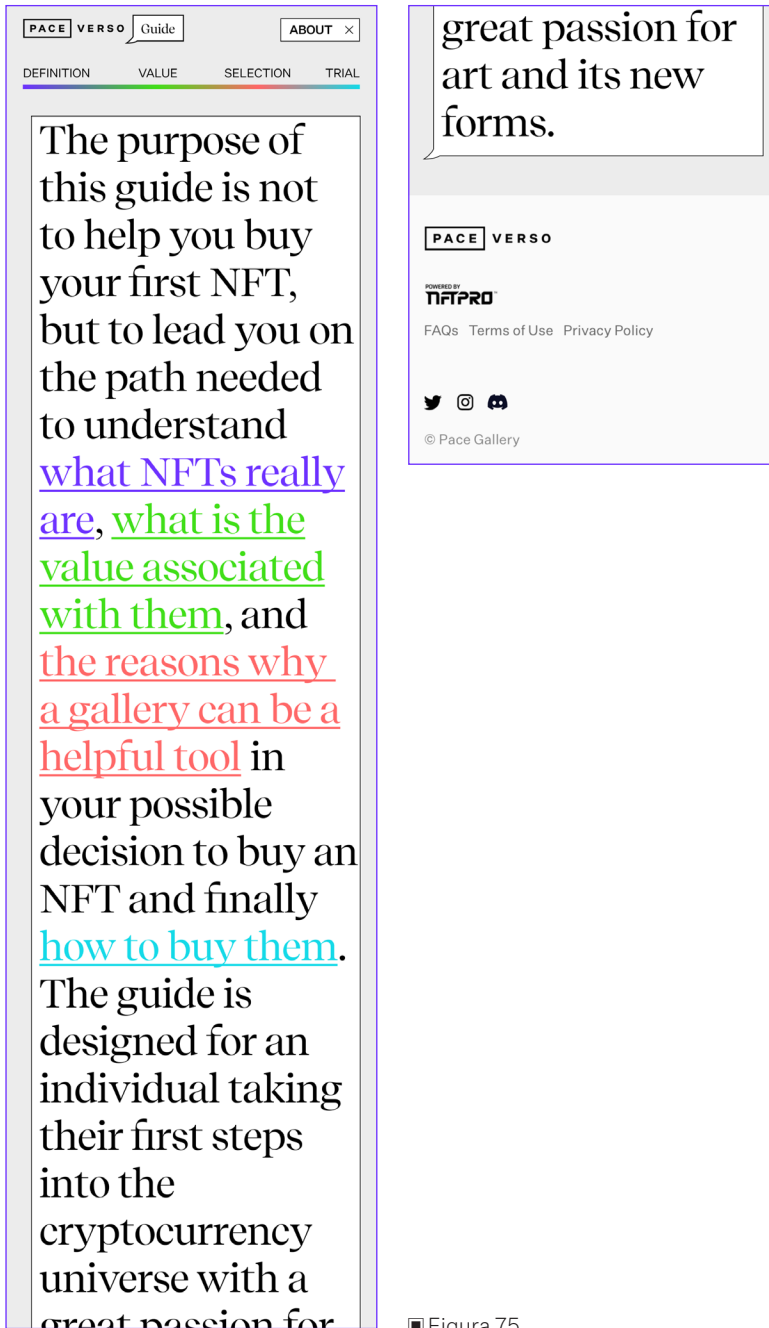 PACE VERSO Guide
ABOUT ×
DEFINITION VALUE SELECTION TRIAL
The purpose of
this guide is not
to help you buy
your first NFT,
but to lead you on
the path needed
to understand
what NFTs really
are, what is the
value associated
with them, and
the reasons why
a gallery can be a
helpful tool in
your possible
decision to buy an
NFT and finally
how to buy them.
The guide is
designed for an
individual taking
their first steps
into the
cryptocurrency
universe with a
great passion for
great passion for
art and its new
forms.
PACE VERSO
POWERED BY
NFTPRO™
FAQs Terms of Use Privacy Policy
© Pace Gallery
Figura 75